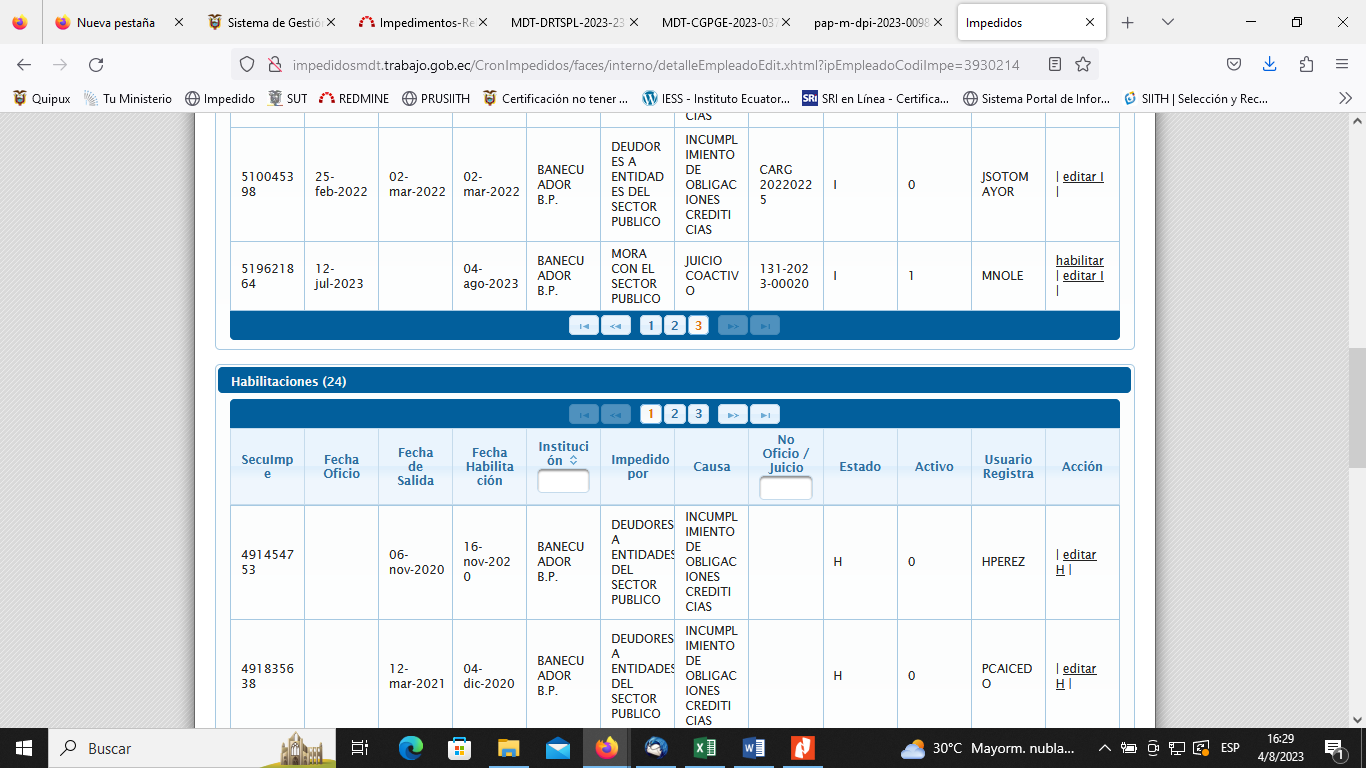 Nueva pestaña
Sistema de Gestión
Impedimentos-Re
MDT-DRTSPL-2023-23
MDT-CGPGE-2023-037
pap-m-dpi-2023-0098
Impedidos
impedidosmdt.trabajo.gob.ec/CronImpedidos/faces/interno/detalleEmpleadoEdit.xhtml?ipEmpleadoCodiImpe=3930214
Quipux
Tu Ministerio
Impedido
SUT
REDMINE
PRUSIITH
Certificación no tener ...
IESS - Instituto Ecuator...
SRI en Línea - Certifica...
Sistema Portal de Infor...
SIITH | Selección y Rec...
CIAS
5100453
98
25-
feb-2022
02-
mar-2022
02-
mar-2022
BANECU
ADOR
B.P.
DEUDOR
ES A
ENTIDAD
ES DEL
SECTOR
PUBLICO
INCUMPL
IMIENTO
DE
OBLIGAC
IONES
CREDITI
CIAS
CARG
2022022
5
I
0
JSOTOM
AYOR
| editar I
|
5196218
64
12-
jul-2023
04-
ago-2023
BANECU
ADOR
B.P.
MORA
CON EL
SECTOR
PUBLICO
JUICIO
COACTIV
O
131-202
3-00020
I
1
MNOLE
habilitar
| editar I
|
1 2 3
Habilitaciones (24)
1 2 3
SecuImp
e
Fecha
Oficio
Fecha
de
Salida
Fecha
Habilita
ción
Instituci
ón
Impedido
por
Causa
No
Oficio /
Juicio
Estado
Activo
Usuario
Registra
Acción
4914547
53
06-
nov-2020
16-
nov-202
0
BANECU
ADOR
B.P.
DEUDORES
A
ENTIDADES
DEL
SECTOR
PUBLICO
INCUMPL
IMIENTO
DE
OBLIGAC
IONES
CREDITI
CIAS
H
0
HPEREZ
| editar
H |
4918356
38
12-
mar-2021
04-
dic-2020
BANECU
ADOR
B.P.
DEUDORES
A
ENTIDADES
DEL
SECTOR
PUBLICO
INCUMPL
IMIENTO
DE
OBLIGAC
IONES
CREDITI
CIAS
H
0
PCAICED
O
| editar
H |
Buscar
30°C Mayorm. nubla...
ESP
16:29
4/8/2023
1